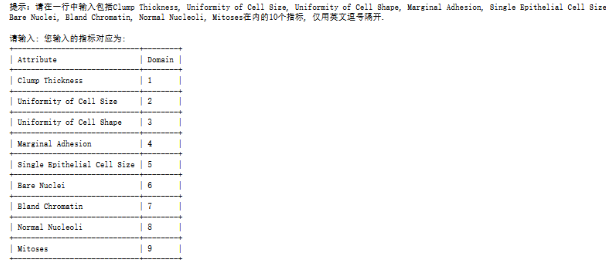 提示: 请在一行中输入包括Clump Thickness, Uniformity of Cell Size, Uniformity of Cell Shape, Marginal Adhesion, Single Epithelial Cell Size
Bare Nuclei, Bland Chromatin, Normal Nucleoli, Mitoses在内的10个指标, 仅用英文逗号隔开.
请输入: 您输入的指标对应为:
| Attribute | Domain |
| Clump Thickness | 1 |
| Uniformity of Cell Size | 2 |
| Uniformity of Cell Shape | 3 |
| Marginal Adhesion | 4 |
| Single Epithelial Cell Size | 5 |
| Bare Nuclei | 6 |
| Bland Chromatin | 7 |
| Normal Nucleoli | 8 |
| Mitoses | 9 |